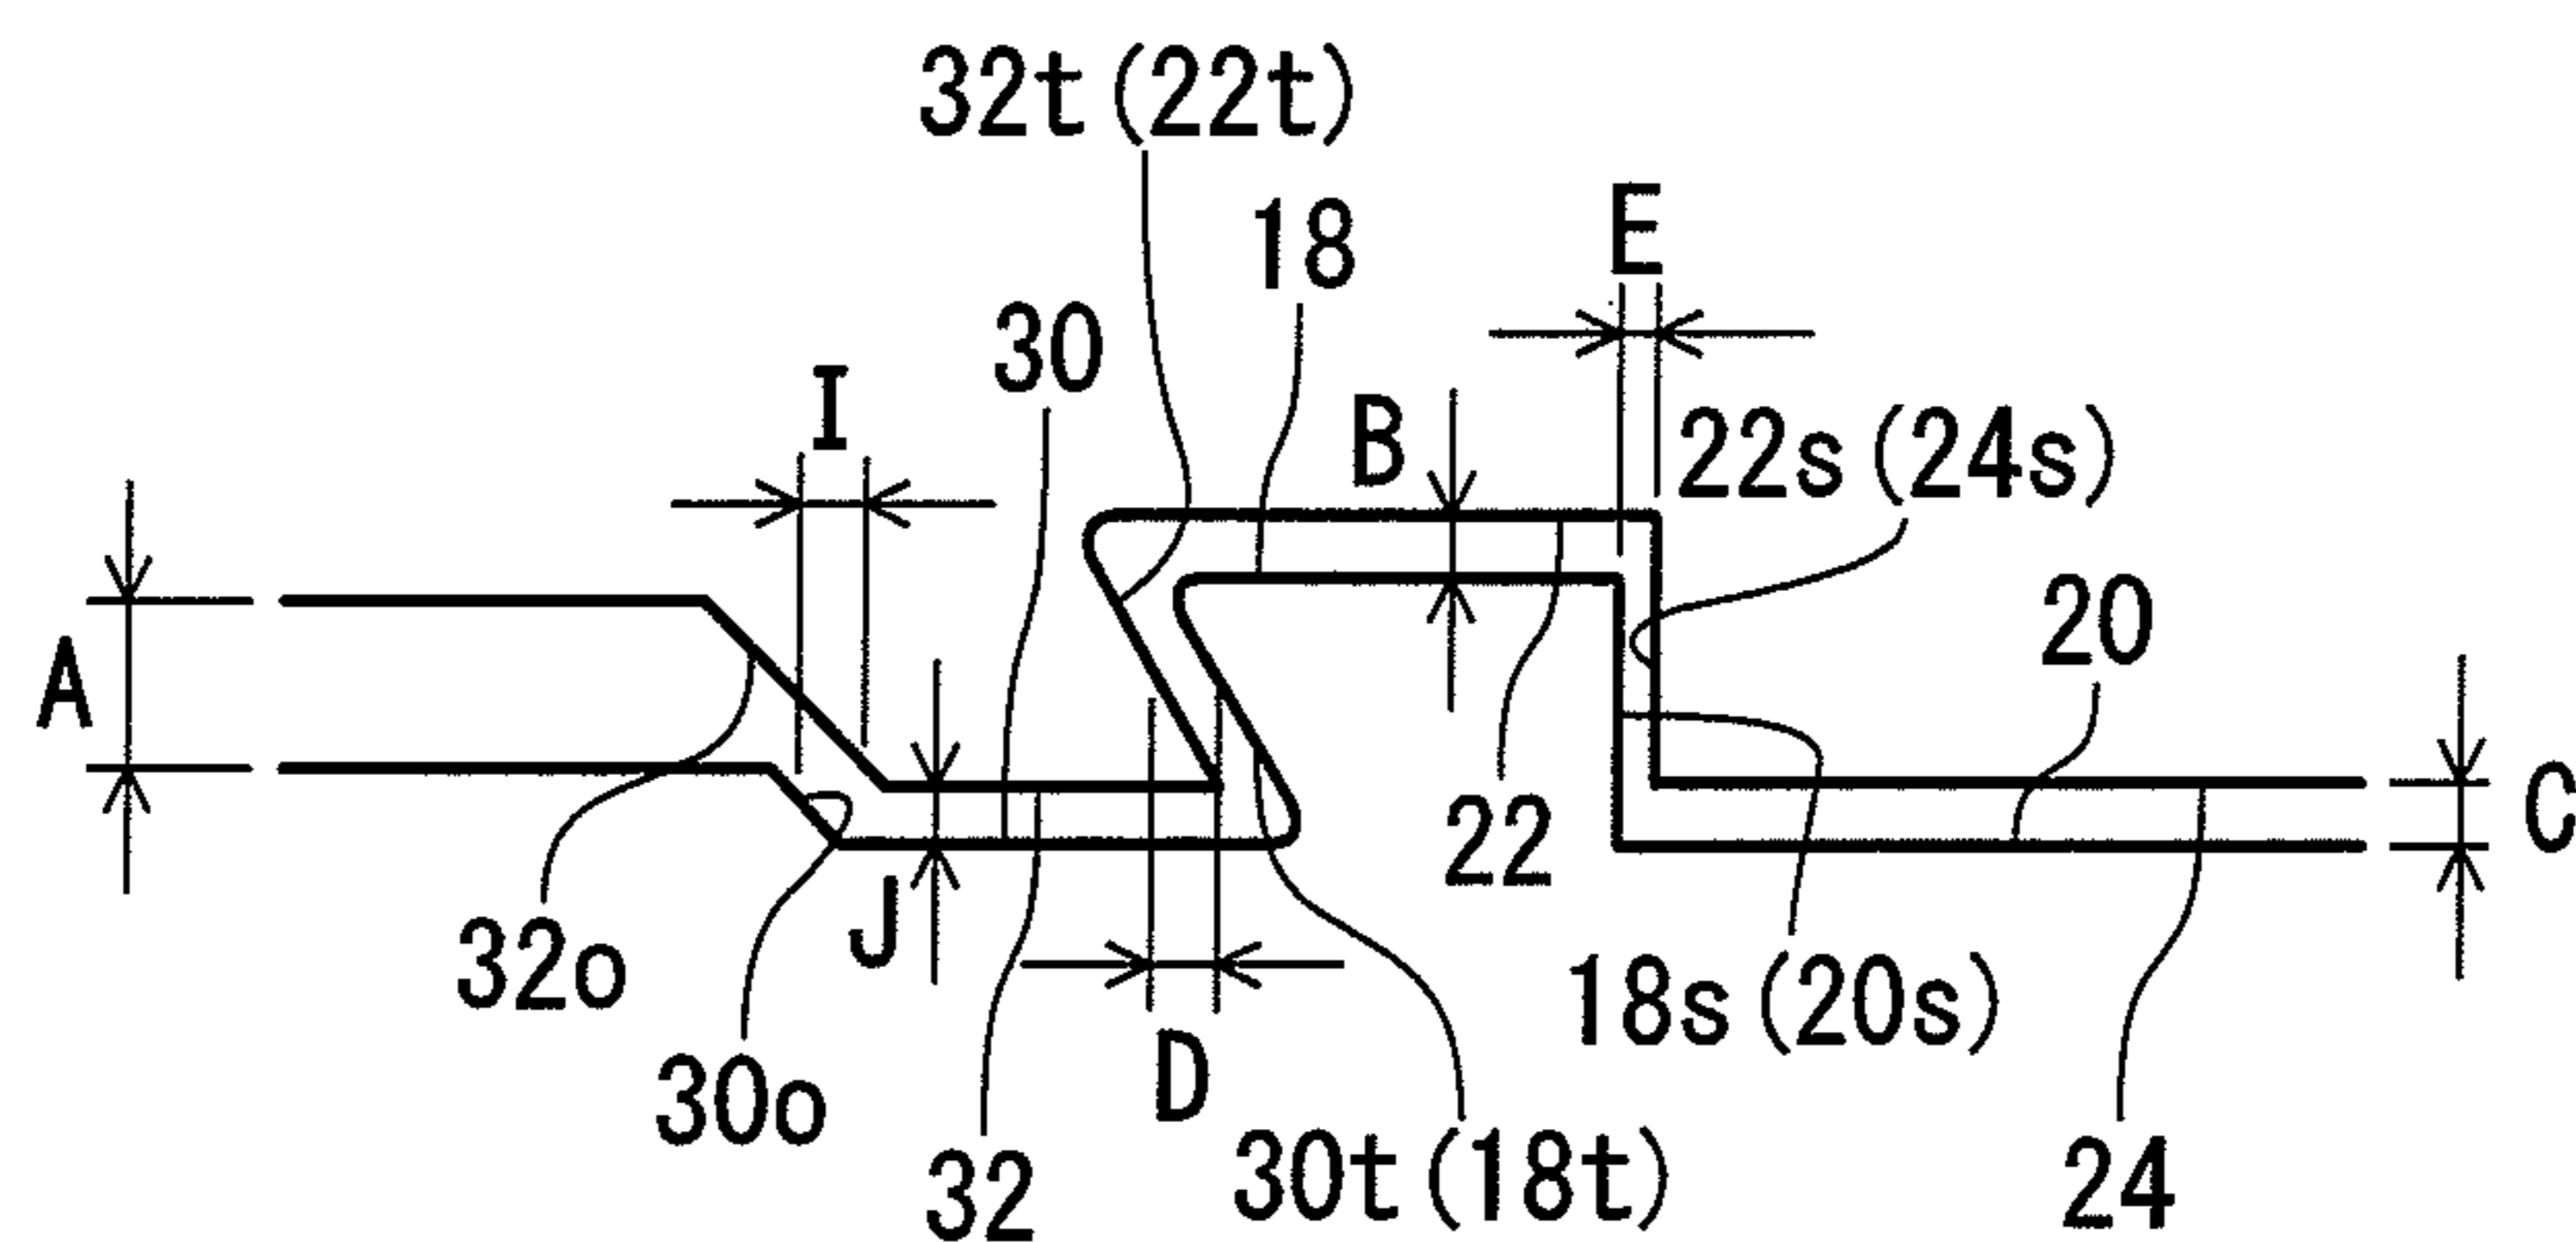 32t(22t)
18
E
30
I
B
22s(24s)
20
A
C
22
J
32o
18s(20s)
D
30o
30t(18t)
32
24